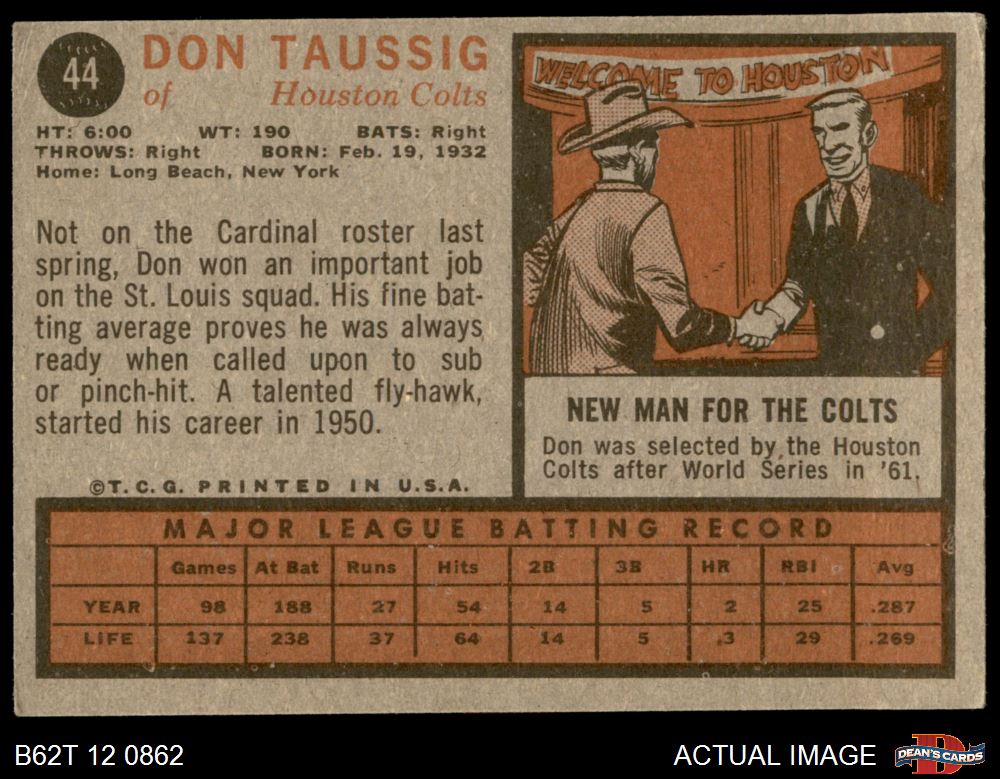 44
DON TAUSSIG
of Houston Colts
HT: 6:00 WT: 190 BATS: Right
THROWS: Right BORN: Feb. 19, 1932
Home: Long Beach, New York
Not on the Cardinal roster last
spring, Don won an important job
on the St. Louis squad. His fine bat-
ting average proves he was always
ready when called upon to sub
or pinch-hit. A talented fly-hawk,
started his career in 1950.
©T.C.G. PRINTED IN U.S.A.
WELCOME TO HOUSTON
NEW MAN FOR THE COLTS
Don was selected by the Houston
Colts after World Series in '61.
MAJOR LEAGUE BATTING RECORD
Games At Bat Runs Hits 2B 3B HR RBI Avg
YEAR 98 188 27 54 14 5 2 25 .287
LIFE 137 238 37 64 14 5 3 29 .269
B62T 12 0862
ACTUAL IMAGE
DEAN'S CARDS